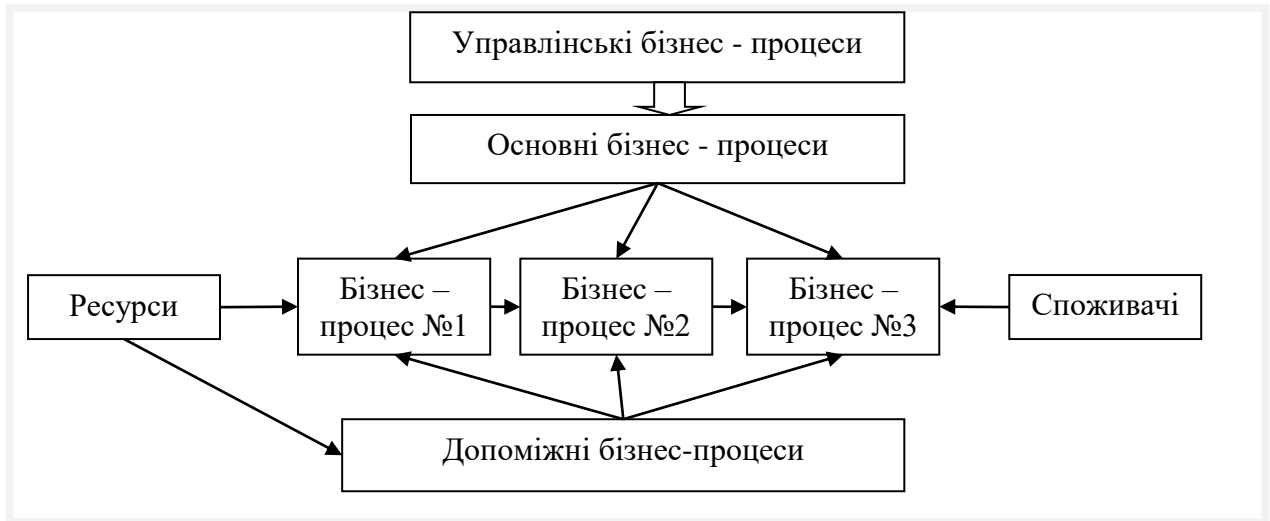 Управлінські бізнес - процеси
Основні бізнес - процеси
Ресурси
Бізнес –
процес №1
Бізнес –
процес №2
Бізнес –
процес №3
Споживачі
Допоміжні бізнес-процеси